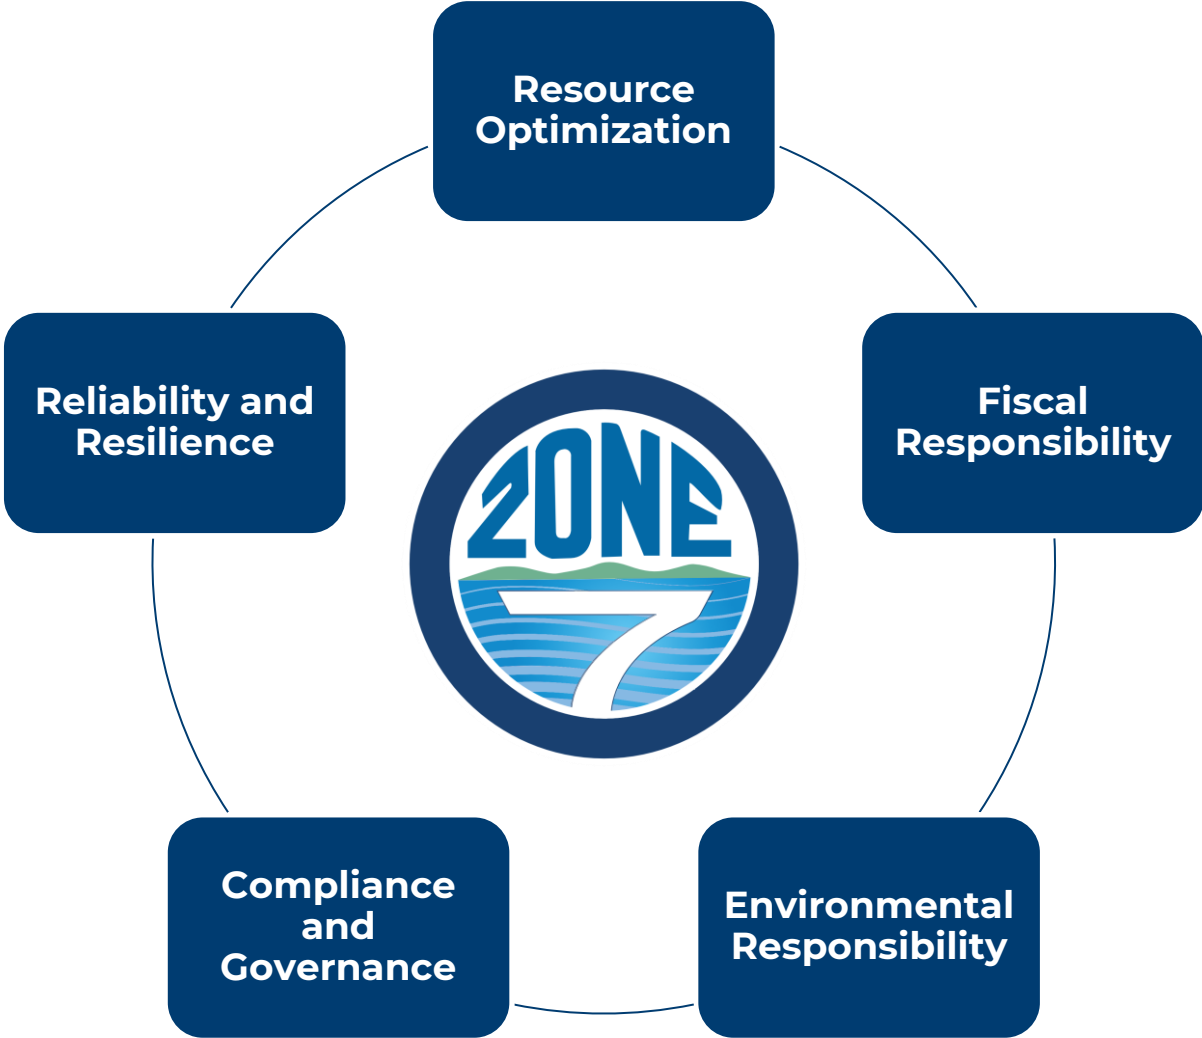 Resource
Optimization
Reliability and
Resilience
Fiscal
Responsibility
ZONE
7
Compliance
and
Governance
Environmental
Responsibility